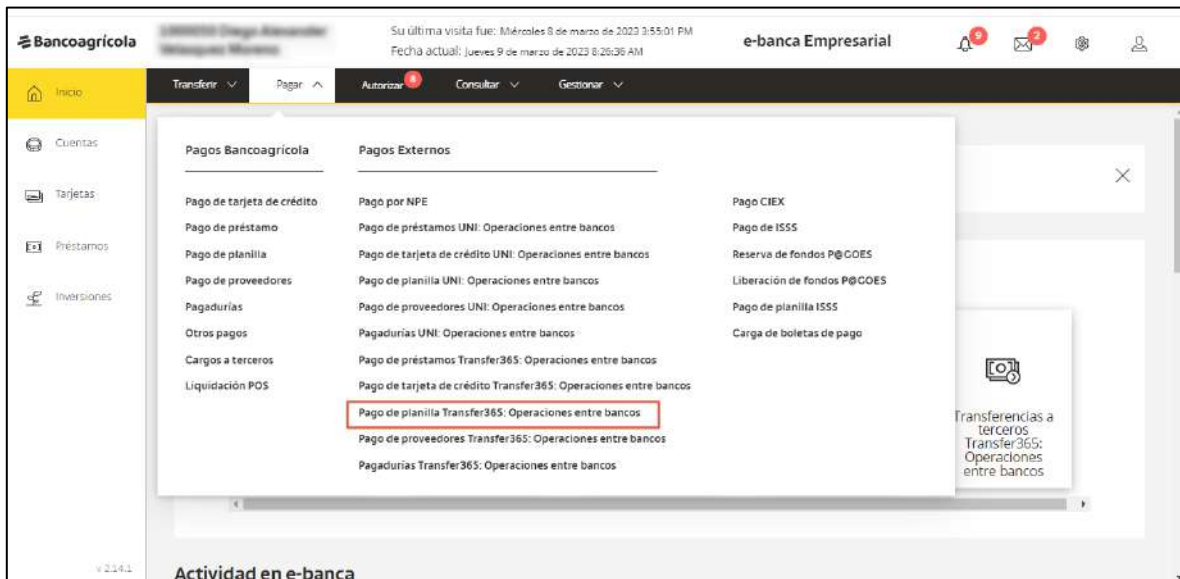 Bancoagrícola
Su última visita fue: Miércoles 8 de marzo de 2023 3:55:01 PM
Fecha actual: Jueves 9 de marzo de 2023 8:26:36 AM
e-banca Empresarial
9
2
Inicio
Cuentas
Tarjetas
Préstamos
Inversiones
v 2.14.1
Transferir
Pagar
Autorizar
8
Consultar
Gestionar
Pagos Bancoagrícola
Pago de tarjeta de crédito
Pago de préstamo
Pago de planilla
Pago de proveedores
Pagadurías
Otros pagos
Cargos a terceros
Liquidación POS
Pagos Externos
Pago por NPE
Pago de préstamos UNI: Operaciones entre bancos
Pago de tarjeta de crédito UNI: Operaciones entre bancos
Pago de planilla UNI: Operaciones entre bancos
Pago de proveedores UNI: Operaciones entre bancos
Pagadurías UNI: Operaciones entre bancos
Pago de préstamos Transfer365: Operaciones entre bancos
Pago de tarjeta de crédito Transfer365: Operaciones entre bancos
Pago de planilla Transfer365: Operaciones entre bancos
Pago de proveedores Transfer365: Operaciones entre bancos
Pagadurías Transfer365: Operaciones entre bancos
Pago CIEX
Pago de ISSS
Reserva de fondos P@GOES
Liberación de fondos P@GOES
Pago de planilla ISSS
Carga de boletas de pago
Transferencias a
terceros
Transfer365:
Operaciones
entre bancos
Actividad en e-banca